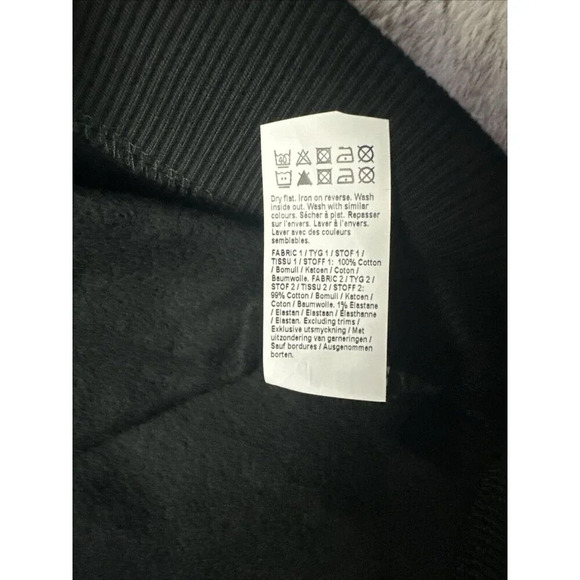 40
Dry flat. Iron on reverse. Wash
inside out. Wash with similar
colours. Sécher à plat. Repasser
sur l'envers. Laver à l'envers.
Laver avec des couleurs
semblables.
FABRIC 1 / TYG 1 / STOF 1 /
TISSU 1 / STOFF 1: 100% Cotton
/ Bomull / Katoen / Coton /
Baumwolle. FABRIC 2 / TYG 2 /
STOF 2 / TISSU 2 / STOFF 2:
99% Cotton / Bomull / Katoen /
Coton / Baumwolle. 1% Elastane
/ Elastan / Elastaan / Élasthanne
/ Elastan. Excluding trims /
Exklusive utsmyckning / Met
uitzondering van garneringen /
Sauf bordures / Ausgenommen
borten.